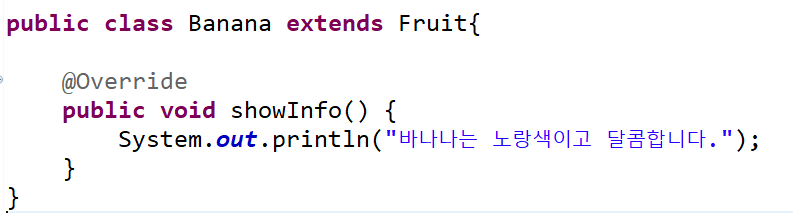 public class Banana extends Fruit{
@Override
public void showInfo() {
System.out.println("바나나는 노랑색이고 달콤합니다.");
}
}